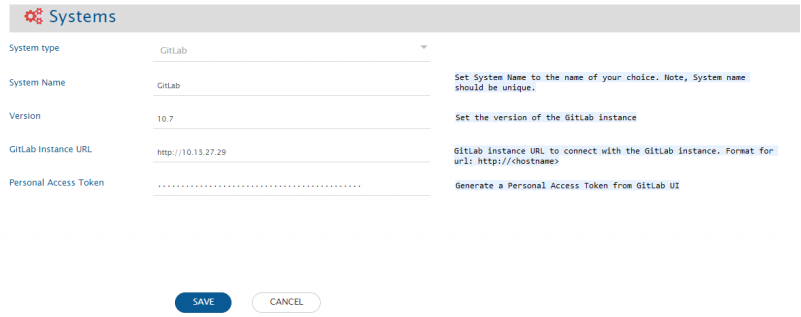 Systems
System type
GitLab
System Name
GitLab
Set System Name to the name of your choice. Note, System name
should be unique.
Version
10.7
Set the version of the GitLab instance
GitLab Instance URL
http://10.13.27.29
GitLab instance URL to connect with the GitLab instance. Format for
url: http://<hostname>
Personal Access Token
Generate a Personal Access Token from GitLab UI
SAVE
CANCEL